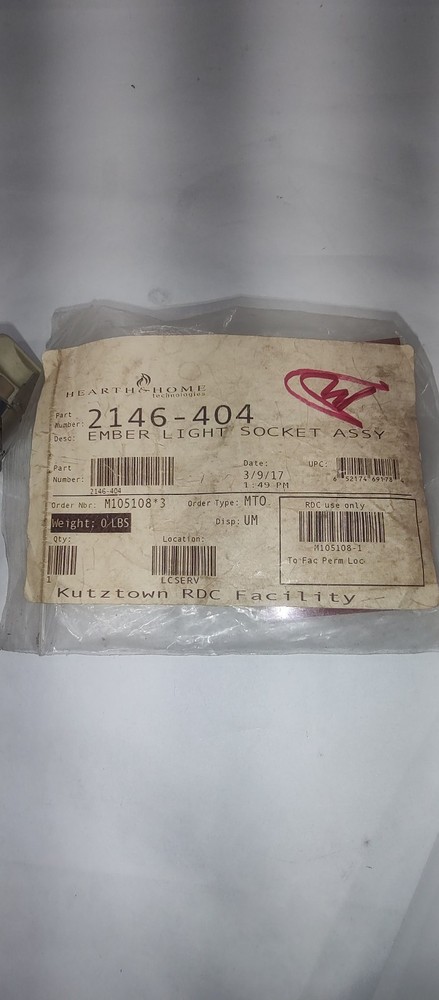 HEARTH & HOME
technologies
Part Number: 2146-404
Desc: EMBER LIGHT SOCKET ASSY
Part Number: 2146-404 /
Date: 3/9/17 1:49 PM
UPC:
Order Nbr: M105108*3 Order Type: MTO
RDC use only
Weight: 0 LBS Disp: UM
M105108-1
Qty: 1 Location: LCSERV
To Fac Perm Loc
Kutztown RDC Facility